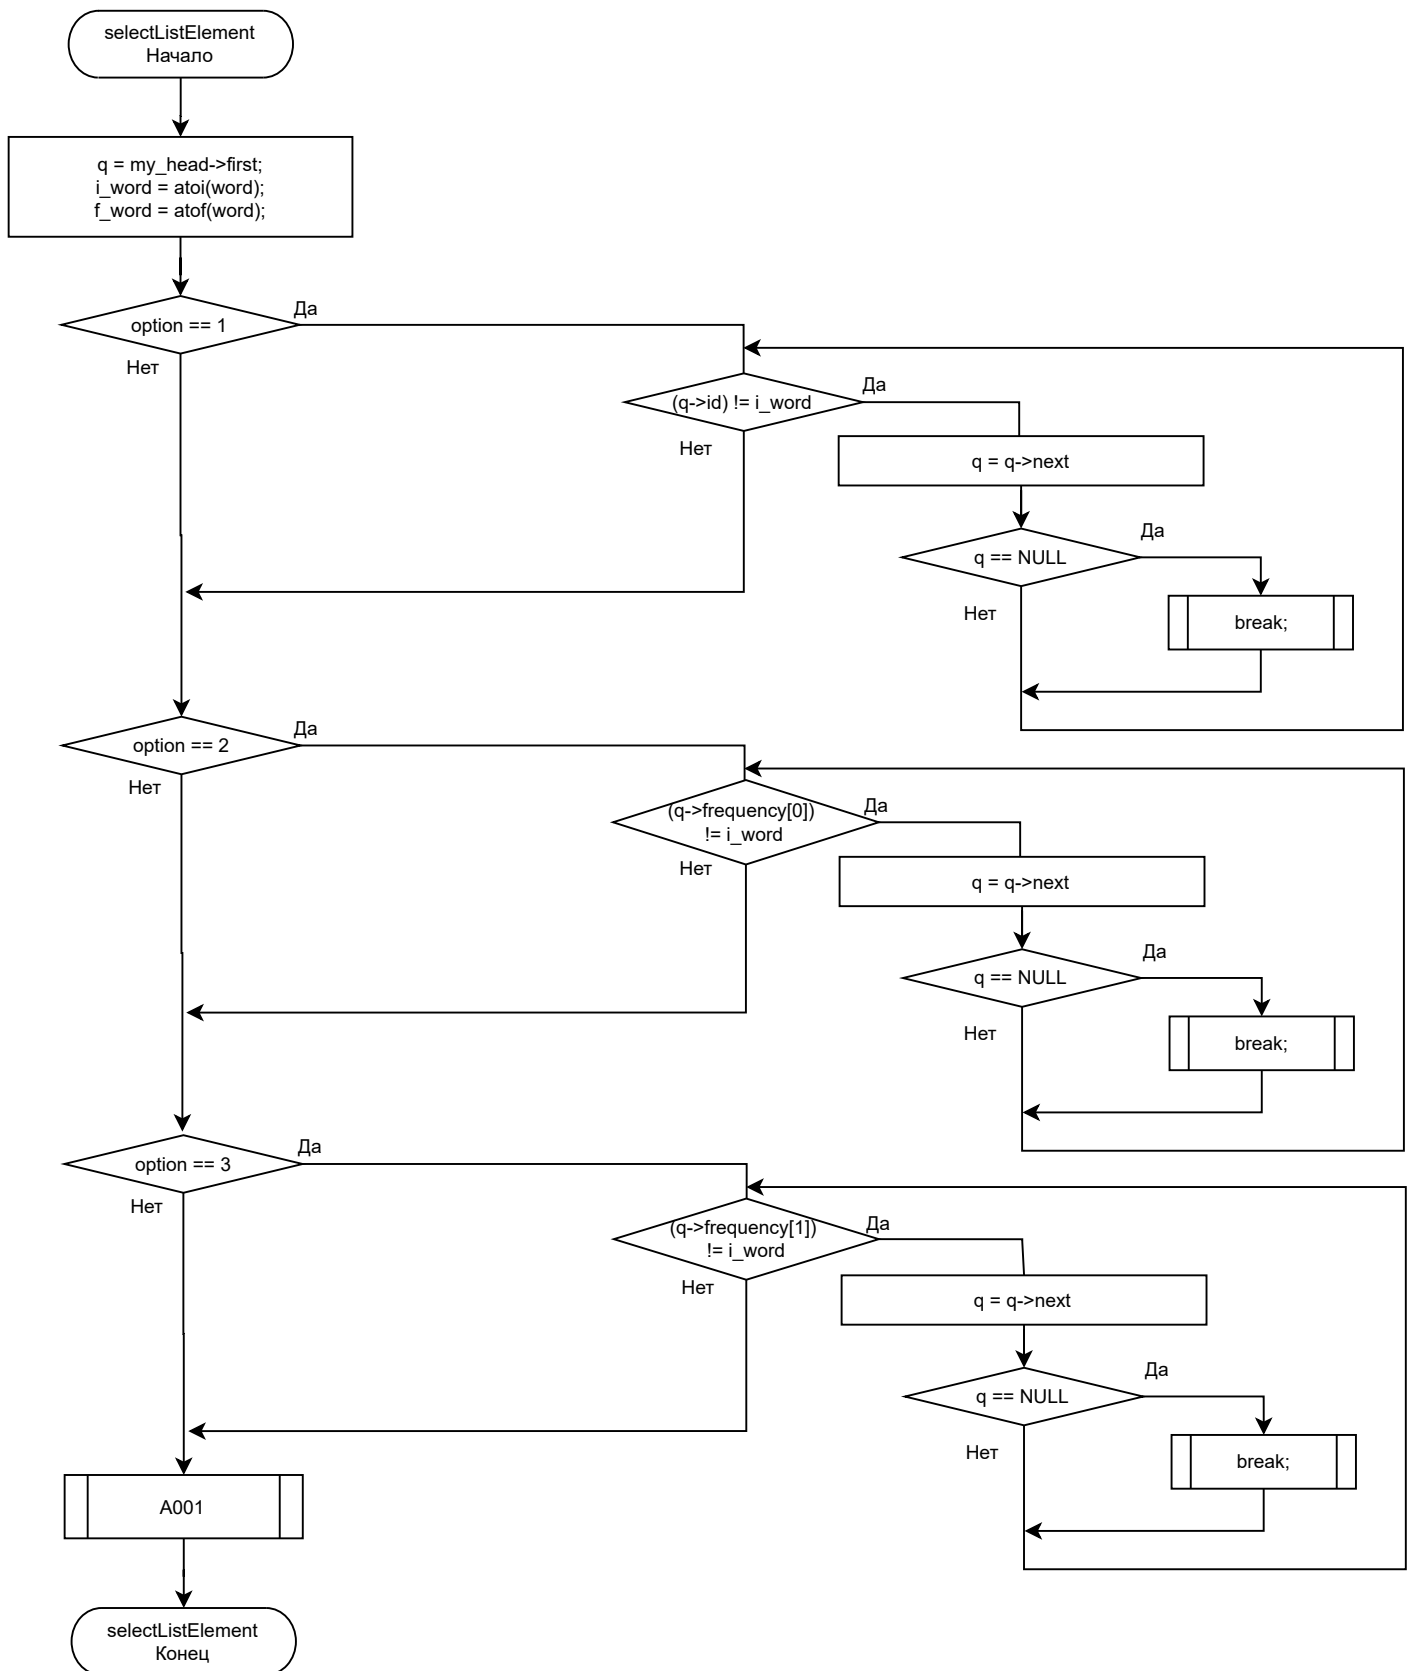 selectListElement
Начало
q = my_head->first;
i_word = atoi(word);
f_word = atof(word);
option == 1
Да
Нет
(q->id) != i_word
Да
Нет
q = q->next
q == NULL
Да
Нет
break;
option == 2
Да
Нет
(q->frequency[0])
!= i_word
Да
Нет
q = q->next
q == NULL
Да
Нет
break;
option == 3
Да
Нет
(q->frequency[1])
!= i_word
Да
Нет
q = q->next
q == NULL
Да
Нет
break;
A001
selectListElement
Конец